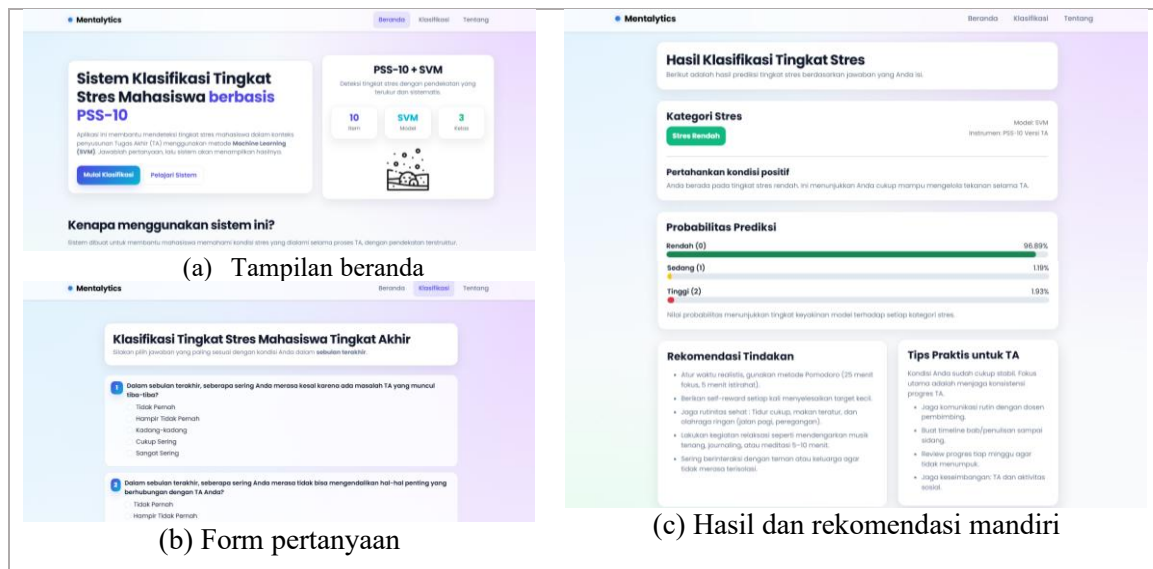 Mentalytics
Beranda Klasifikasi Tentang
Sistem Klasifikasi Tingkat
Stres Mahasiswa berbasis
PSS-10
Aplikasi ini membantu mendeteksi tingkat stres mahasiswa dalam konteks
penyusunan Tugas Akhir (TA) menggunakan metode Machine Learning
(SVM). Jawablah pertanyaan, lalu sistem akan menampilkan hasilnya.
Mulai Klasifikasi Pelajari Sistem
PSS-10 + SVM
Deteksi tingkat stres dengan pendekatan yang
terukur dan sistematis.
10 SVM 3
Item Model Kelas
Kenapa menggunakan sistem ini?
Sistem dibuat untuk membantu mahasiswa memahami kondisi stres yang dialami selama proses TA, dengan pendekatan terstruktur.
(a) Tampilan beranda
Mentalytics
Beranda Klasifikasi Tentang
Klasifikasi Tingkat Stres Mahasiswa Tingkat Akhir
Silakan pilih jawaban yang paling sesuai dengan kondisi Anda dalam sebulan terakhir.
1 Dalam sebulan terakhir, seberapa sering Anda merasa kesal karena ada masalah TA yang muncul
tiba-tiba?
Tidak Pernah
Hampir Tidak Pernah
Kadang-kadang
Cukup Sering
Sangat Sering
2 Dalam sebulan terakhir, seberapa sering Anda merasa tidak bisa mengendalikan hal-hal penting yang
berhubungan dengan TA Anda?
Tidak Pernah
Hampir Tidak Pernah
(b) Form pertanyaan
Mentalytics
Beranda Klasifikasi Tentang
Hasil Klasifikasi Tingkat Stres
Berikut adalah hasil prediksi tingkat stres berdasarkan jawaban yang Anda isi.
Kategori Stres
Stres Rendah
Model: SVM
Instrumen: PSS-10 Versi TA
Pertahankan kondisi positif
Anda berada pada tingkat stres rendah. Ini menunjukkan Anda cukup mampu mengelola tekanan selama TA.
Probabilitas Prediksi
Rendah (0) 96.89%
Sedang (1) 1.19%
Tinggi (2) 1.93%
Nilai probabilitas menunjukkan tingkat keyakinan model terhadap setiap kategori stres.
Rekomendasi Tindakan
Atur waktu realistis, gunakan metode Pomodoro (25 menit
fokus, 5 menit istirahat).
Berikan self-reward setiap kali menyelesaikan target kecil.
Jaga rutinitas sehat : Tidur cukup, makan teratur, dan
olahraga ringan (jalan pagi, peregangan).
Lakukan kegiatan relaksasi seperti mendengarkan musik
tenang, journaling, atau meditasi 5-10 menit.
Sering berinteraksi dengan teman atau keluarga agar
tidak merasa terisolasi.
Tips Praktis untuk TA
Kondisi Anda sudah cukup stabil. Fokus
utama adalah menjaga konsistensi
progres TA.
Jaga komunikasi rutin dengan dosen
pembimbing.
Buat timeline bab/penulisan sampai
sidang.
Review progres tiap minggu agar
tidak menumpuk.
Jaga keseimbangan: TA dan aktivitas
sosial.
(c) Hasil dan rekomendasi mandiri